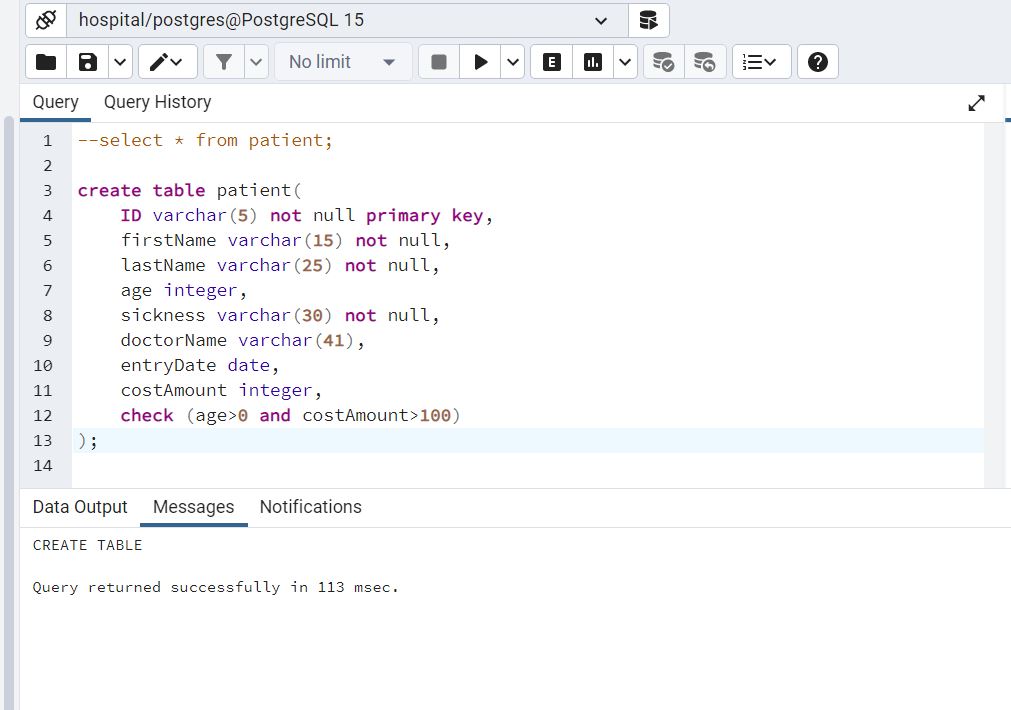 hospital/postgres@PostgreSQL 15
No limit
E
?
Query Query History
1 --select * from patient;
2
3 create table patient(
4 ID varchar(5) not null primary key,
5 firstName varchar(15) not null,
6 lastName varchar(25) not null,
7 age integer,
8 sickness varchar(30) not null,
9 doctorName varchar(41),
10 entryDate date,
11 costAmount integer,
12 check (age>0 and costAmount>100)
13 );
14
Data Output Messages Notifications
CREATE TABLE
Query returned successfully in 113 msec.